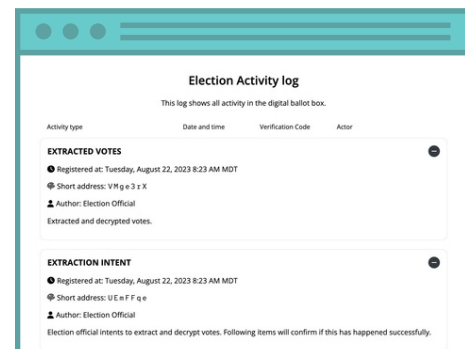 Election Activity log
This log shows all activity in the digital ballot box.
Activity type Date and time Verification Code Actor
EXTRACTED VOTES
Registered at: Tuesday, August 22, 2023 8:23 AM MDT
Short address: VMge3rX
Author: Election Official
Extracted and decrypted votes.
EXTRACTION INTENT
Registered at: Tuesday, August 22, 2023 8:23 AM MDT
Short address: UEmFFqe
Author: Election Official
Election official intents to extract and decrypt votes. Following items will confirm if this has happened successfully.